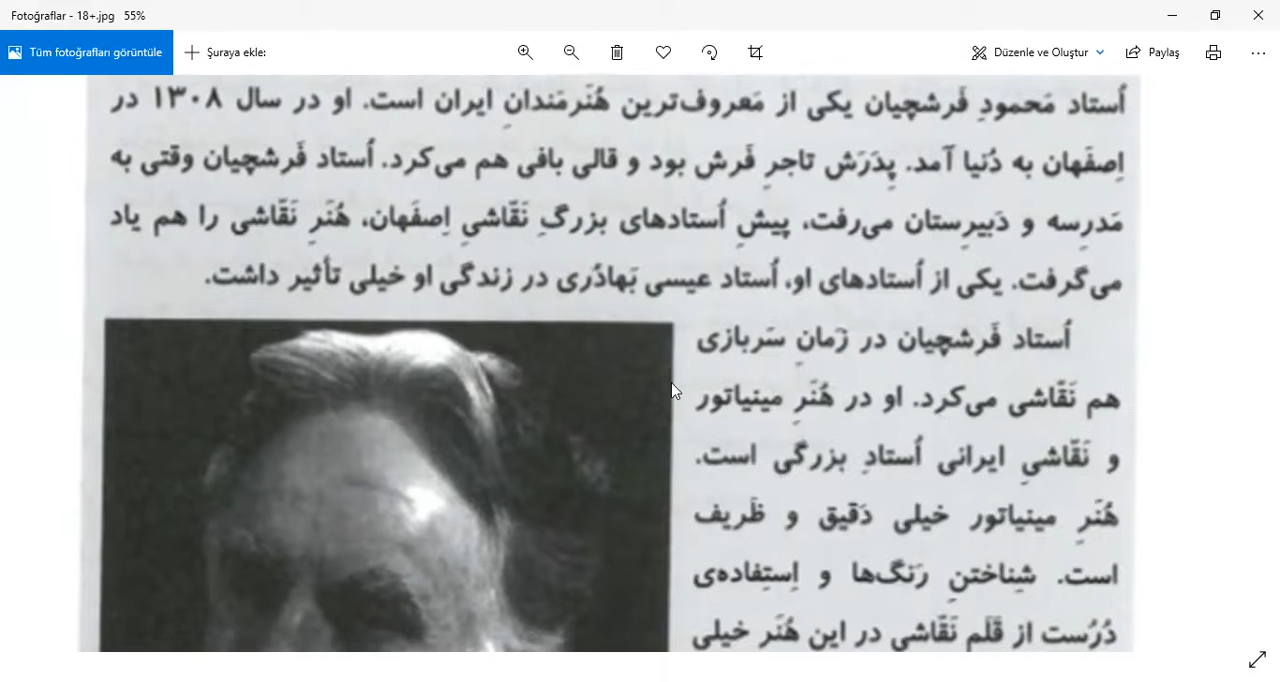 Fotoğraflar - 18+.jpg   55%
Tüm fotoğrafları görüntüle
Şuraya ekle:
Düzenle ve Oluştur
Paylaş
اُستاد مَحمودِ فَرشچیان یکی از مَعروف‌ترین هُنَرمَندانِ ایران است. او در سال ۱۳۰۸ در
اِصفَهان به دُنیا آمد. پِدَرَش تاجرِ فَرش بود و قالی بافی هم می‌کرد. اُستاد فَرشچیان وقتی به
مَدرِسه و دَبیرِستان می‌رفت، پیشِ اُستادهای بزرگِ نَقّاشیِ اِصفَهان، هُنَرِ نَقّاشی را هم یاد
می‌گرفت. یکی از اُستادهای او، اُستاد عیسی بَهادُری در زندگی او خیلی تأثیر داشت.
اُستاد فَرشچیان در زَمانِ سَربازی
هم نَقّاشی می‌کرد. او در هُنَرِ مینیاتور
و نَقّاشیِ ایرانی اُستادِ بزرگی است.
هُنَرِ مینیاتور خیلی دَقیق و ظَریف
است. شِناختنِ رَنگ‌ها و اِستِفاده‌ی
دُرُست از قَلَم نَقّاشی در این هُنَر خیلی